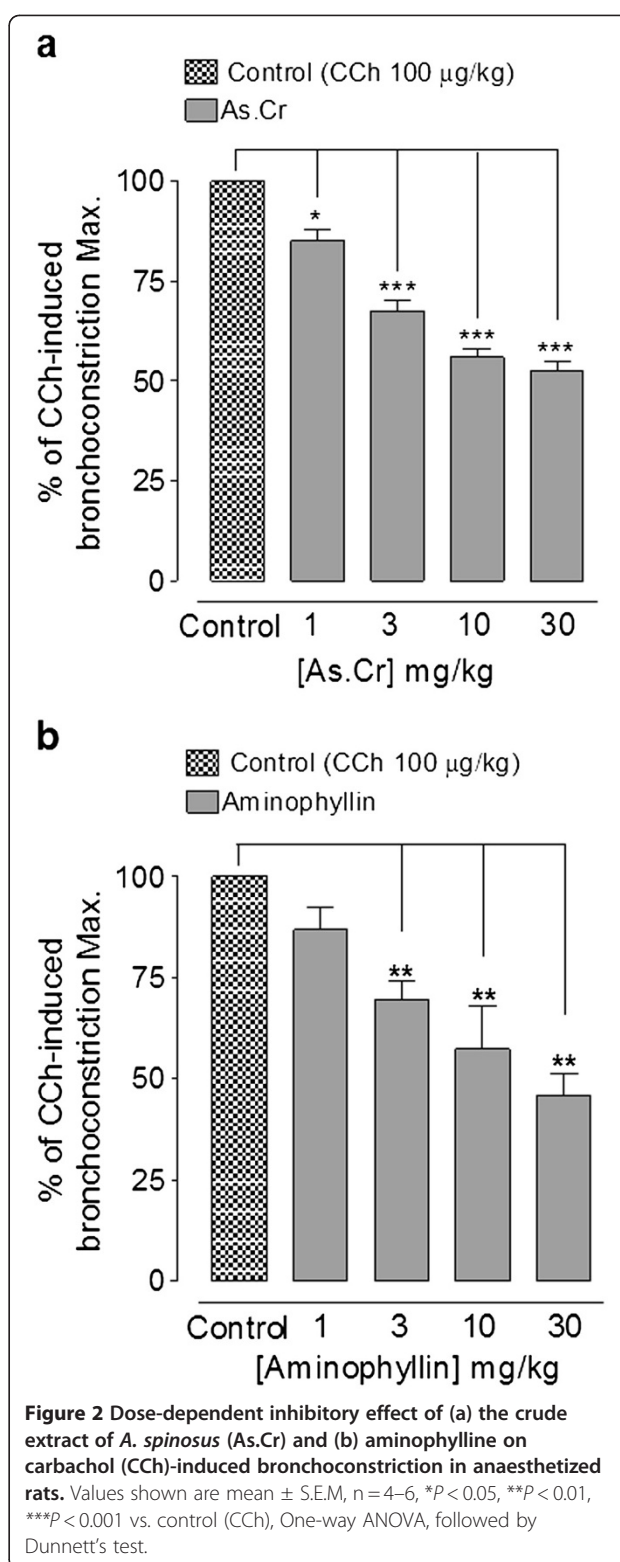 a
Control (CCh 100 µg/kg)
As.Cr
% of CCh-induced
bronchoconstriction Max.
100
75
50
25
0
*
***
***
***
Control 1 3 10 30
[As.Cr] mg/kg
b
Control (CCh 100 µg/kg)
Aminophyllin
% of CCh-induced
bronchoconstriction Max.
100
75
50
25
0
**
**
**
Control 1 3 10 30
[Aminophyllin] mg/kg
Figure 2 Dose-dependent inhibitory effect of (a) the crude
extract of A. spinosus (As.Cr) and (b) aminophylline on
carbachol (CCh)-induced bronchoconstriction in anaesthetized
rats. Values shown are mean ± S.E.M, n = 4–6, *P < 0.05, **P < 0.01,
***P < 0.001 vs. control (CCh), One-way ANOVA, followed by
Dunnett’s test.